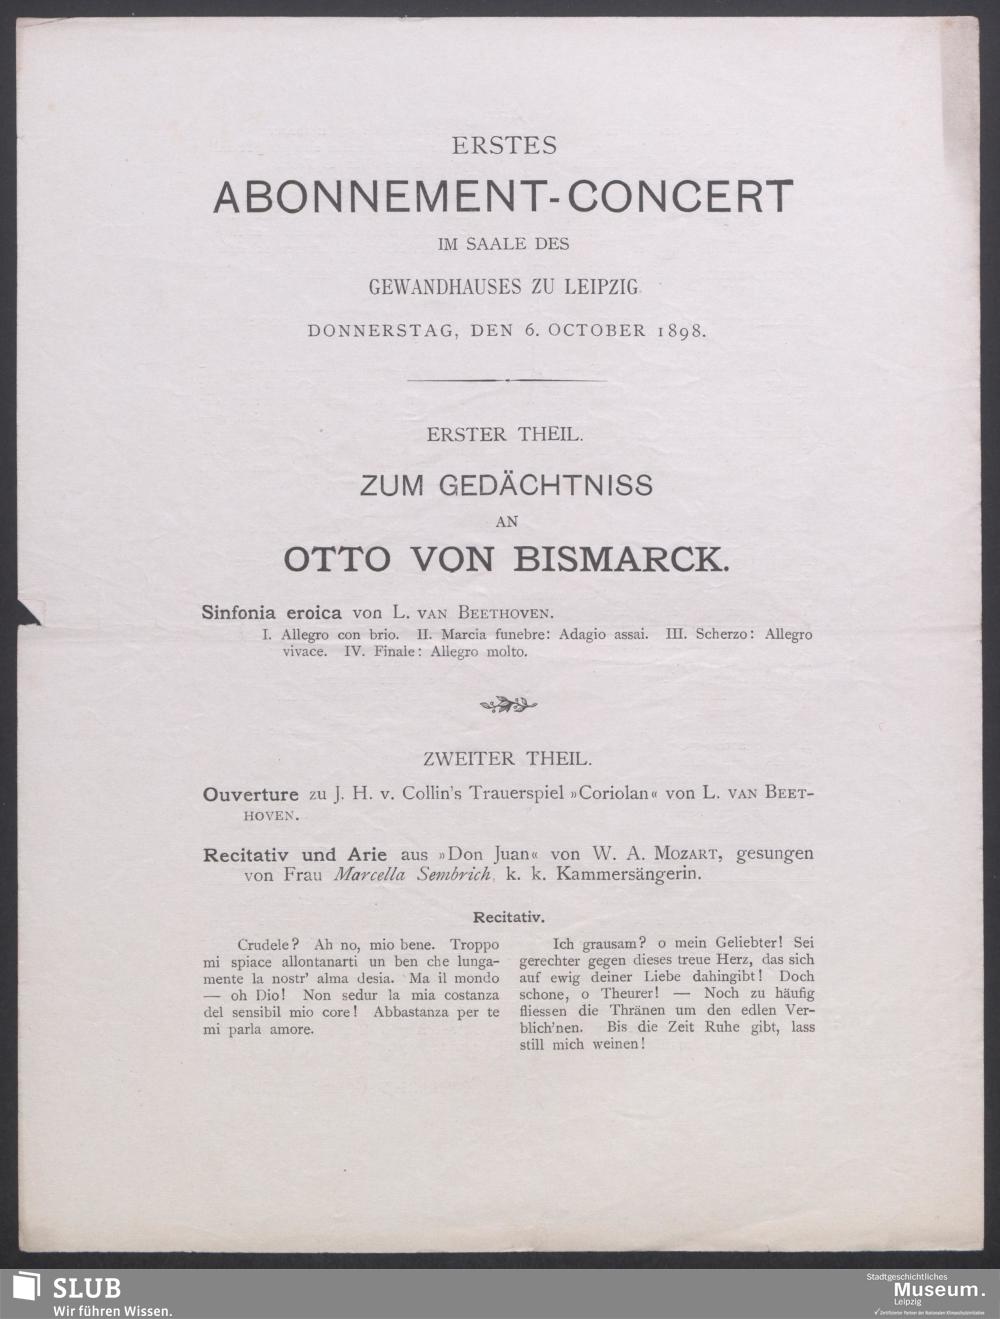 ERSTES
ABONNEMENT-CONCERT
IM SAALE DES
GEWANDHAUSES ZU LEIPZIG.
DONNERSTAG, DEN 6. OCTOBER 1898.
ERSTER THEIL.
ZUM GEDÄCHTNISS
AN
OTTO VON BISMARCK.
Sinfonia eroica von L. VAN BEETHOVEN.
I. Allegro con brio. II. Marcia funebre: Adagio assai. III. Scherzo: Allegro
vivace. IV. Finale: Allegro molto.
ZWEITER THEIL.
Ouverture zu J. H. v. Collin's Trauerspiel »Coriolan« von L. VAN BEET-
HOVEN.
Recitativ und Arie aus »Don Juan« von W. A. MOZART, gesungen
von Frau Marcella Sembrich, k. k. Kammersängerin.
Recitativ.
Crudele? Ah no, mio bene. Troppo
mi spiace allontanarti un ben che lunga-
mente la nostr' alma desia. Ma il mondo
— oh Dio! Non sedur la mia costanza
del sensibil mio core! Abbastanza per te
mi parla amore.
Ich grausam? o mein Geliebter! Sei
gerechter gegen dieses treue Herz, das sich
auf ewig deiner Liebe dahingibt! Doch
schone, o Theurer! — Noch zu häufig
fliessen die Thränen um den edlen Ver-
blich'nen. Bis die Zeit Ruhe gibt, lass
still mich weinen!
SLUB
Wir führen Wissen.
Stadtgeschichtliches
Museum.
Leipzig
Zertifizierter Partner der Nationalen Klimaschutzinitiative